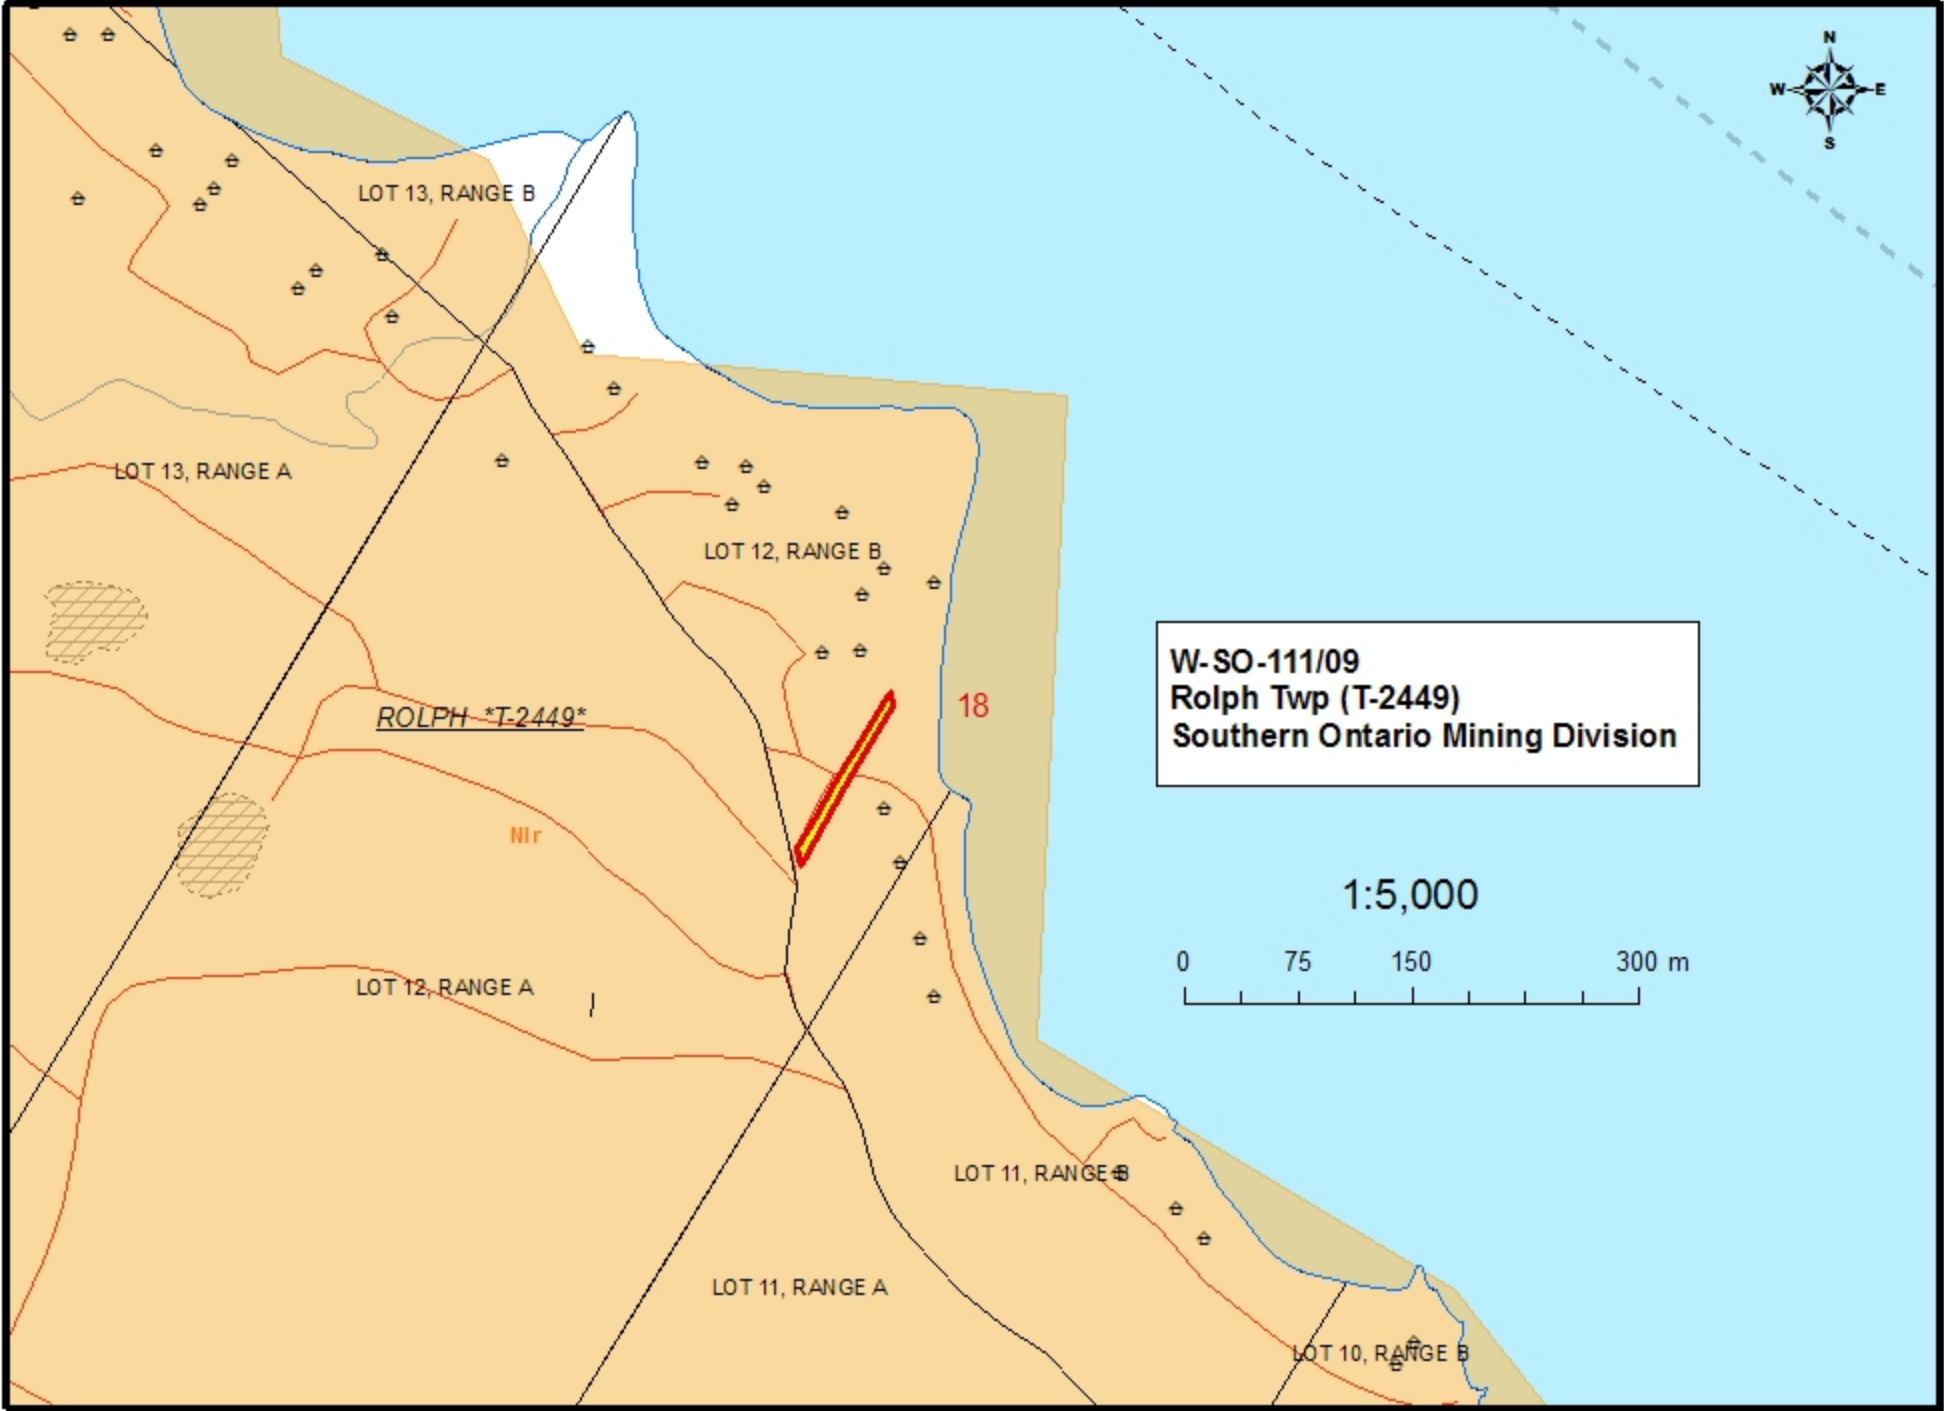 N
W E
S
LOT 13, RANGE B
LOT 13, RANGE A
LOT 12, RANGE B
W-SO-111/09
Rolph Twp (T-2449)
Southern Ontario Mining Division
18
ROLPH *T-2449*
NIr
1:5,000
0 75 150 300 m
LOT 12, RANGE A
LOT 11, RANGE B
LOT 11, RANGE A
LOT 10, RANGE B